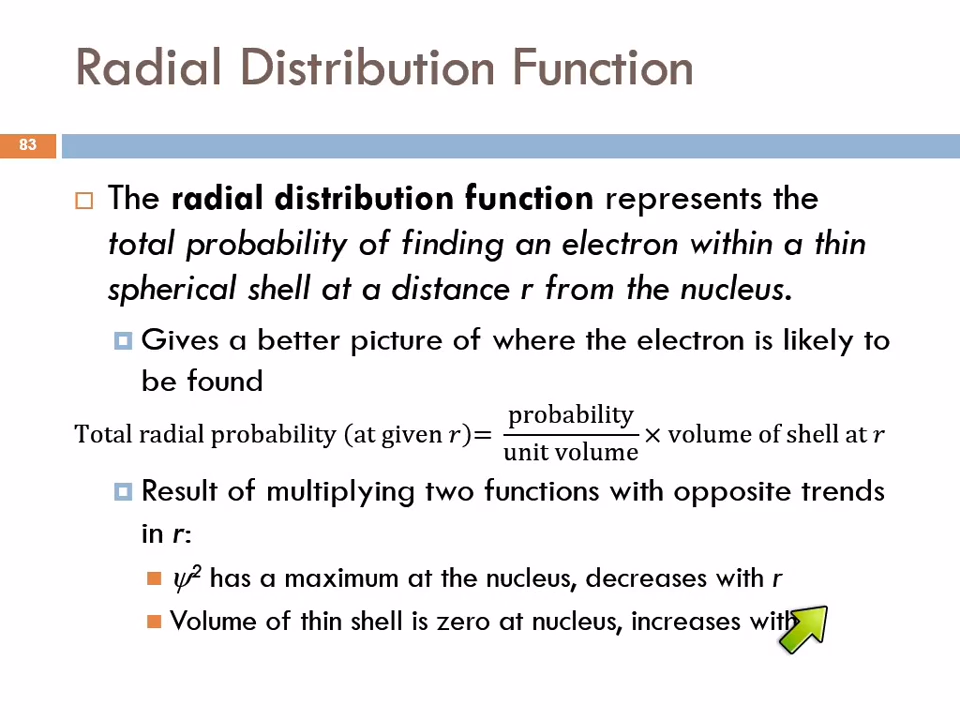 Radial Distribution Function
83
The radial distribution function represents the
total probability of finding an electron within a thin
spherical shell at a distance r from the nucleus.
Gives a better picture of where the electron is likely to
be found
Total radial probability (at given r)= probability/unit volume × volume of shell at r
Result of multiplying two functions with opposite trends
in r:
ψ² has a maximum at the nucleus, decreases with r
Volume of thin shell is zero at nucleus, increases with